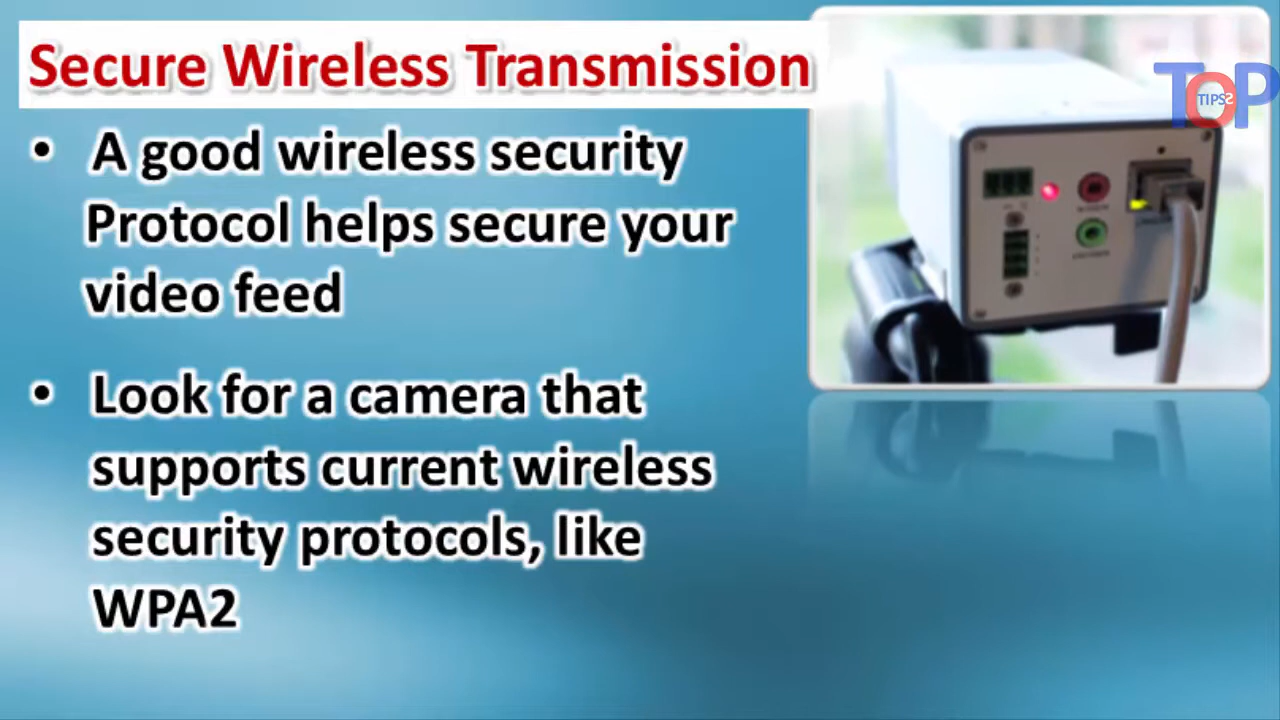 Secure Wireless Transmission
• A good wireless security
Protocol helps secure your
video feed
• Look for a camera that
supports current wireless
security protocols, like
WPA2
TOP
TIPS